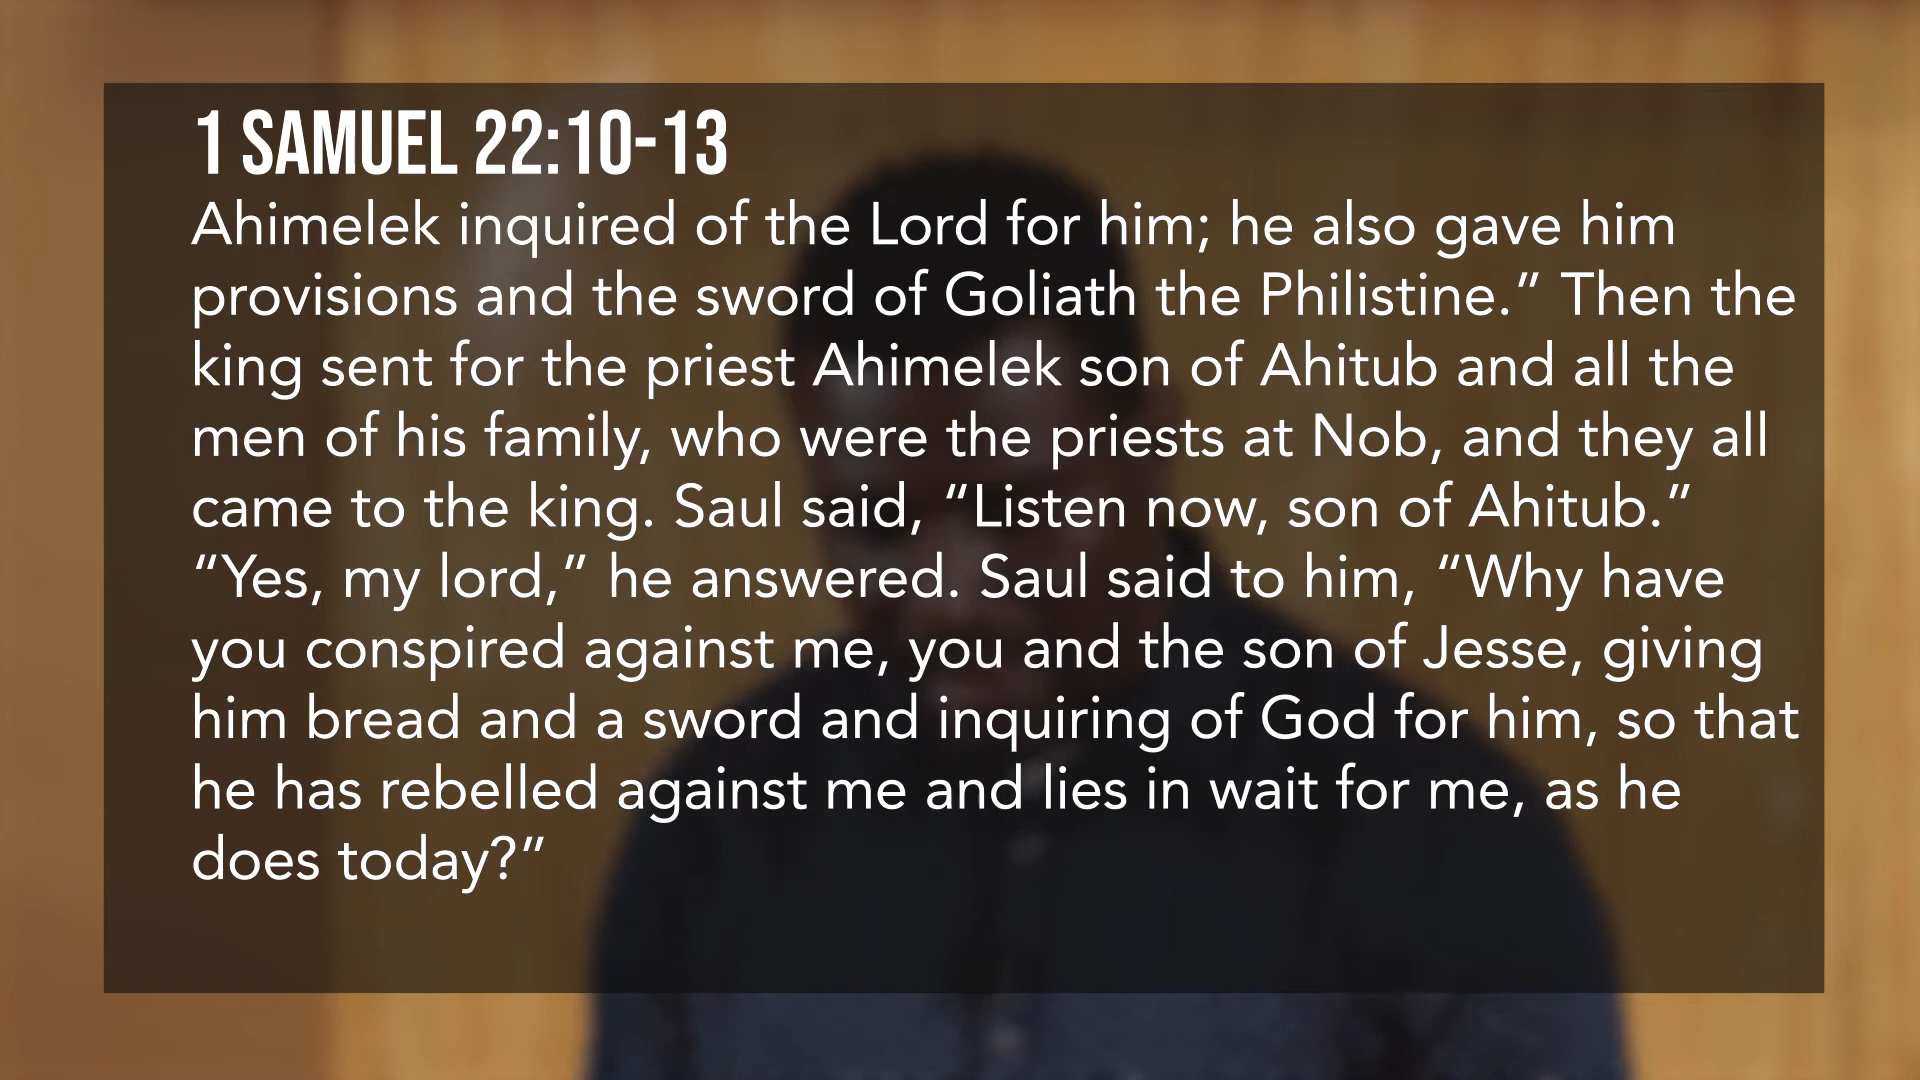 1 SAMUEL 22:10-13
Ahimelek inquired of the Lord for him; he also gave him
provisions and the sword of Goliath the Philistine.” Then the
king sent for the priest Ahimelek son of Ahitub and all the
men of his family, who were the priests at Nob, and they all
came to the king. Saul said, “Listen now, son of Ahitub.”
“Yes, my lord,” he answered. Saul said to him, “Why have
you conspired against me, you and the son of Jesse, giving
him bread and a sword and inquiring of God for him, so that
he has rebelled against me and lies in wait for me, as he
does today?”